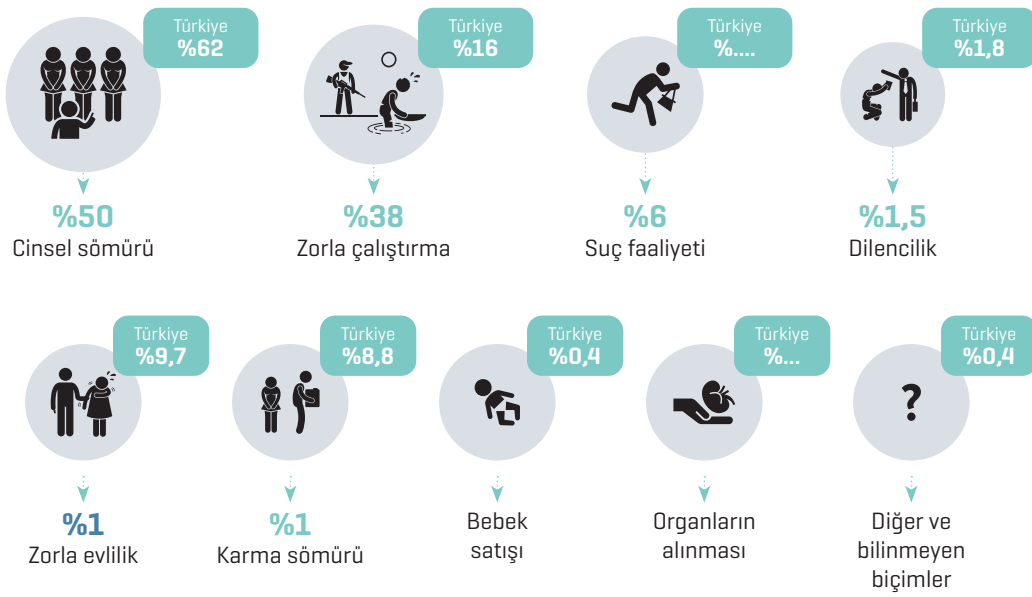 Türkiye
%62
%50
Cinsel sömürü
Türkiye
%16
%38
Zorla çalıştırma
Türkiye
%....
%6
Suç faaliyeti
Türkiye
%1,8
%1,5
Dilencilik
Türkiye
%9,7
%1
Zorla evlilik
Türkiye
%8,8
%1
Karma sömürü
Türkiye
%0,4
Bebek
satışı
Türkiye
%...
Organların
alınması
Türkiye
%0,4
?
Diğer ve
bilinmeyen
biçimler